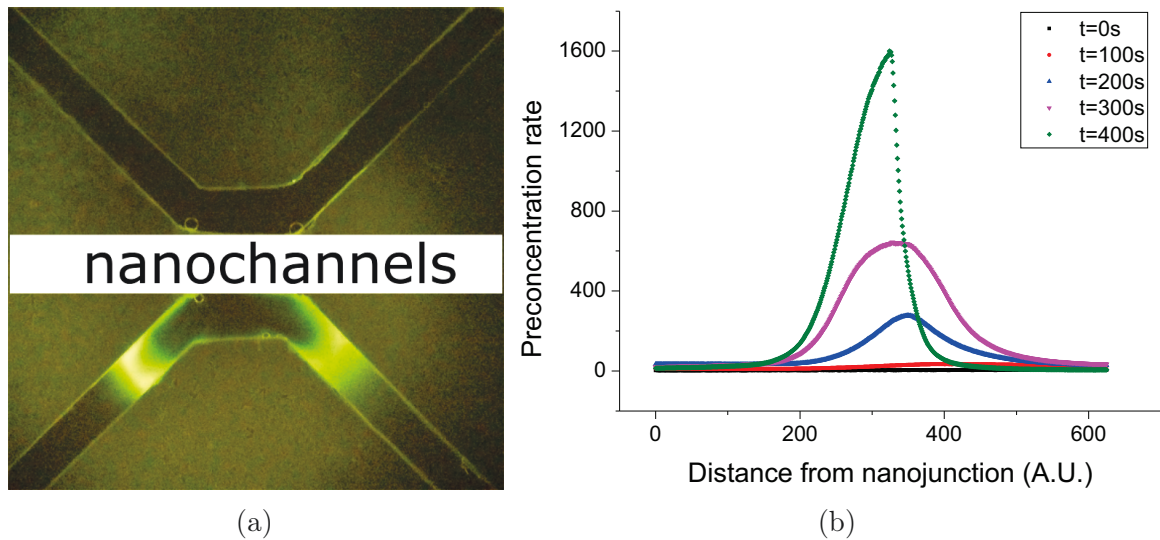 nanochannels
(a)
Preconcentration rate
1600
1200
800
400
0
0
200
400
600
Distance from nanojunction (A.U.)
t=0s
t=100s
t=200s
t=300s
t=400s
(b)